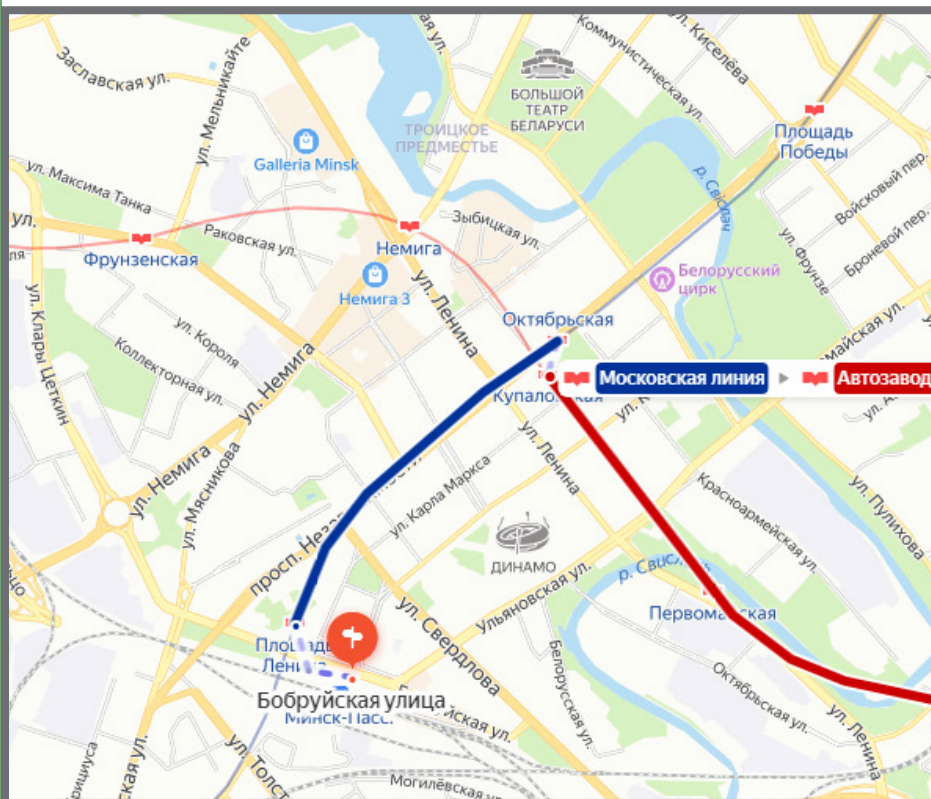 Заславская ул.
ул. Мельникайте
Коммунистическая ул.
ул. Киселёва
БОЛЬШОЙ
ТЕАТР
БЕЛАРУСИ
ТРОИЦКОЕ
ПРЕДМЕСТЬЕ
Площадь
Победы
Galleria Minsk
ул. Максима Танка
р. Свіслач
Войсковый пер.
Броневой пер.
ул.
Раковская ул.
Зыбицкая ул.
ул. Фрунзе
Немига
Фрунзенская
Немига 3
Белорусский
цирк
ул. Клары Цеткин
ул. Короля
Коллекторная ул.
ул. Немига
ул. Ленина
Октябрьская
Московская линия
Автозавод
ул. Ленина
ул. Немига
ул. Мясникова
ул. Карла Маркса
Красноармейская ул.
ул. Пулихова
ДИНАМО
Ульяновская ул.
ул. Свердлова
Белорусская ул.
Октябрьская ул.
ул. Ленина
Бобруйская улица
Минск-Пасс.
Могилёвская ул.